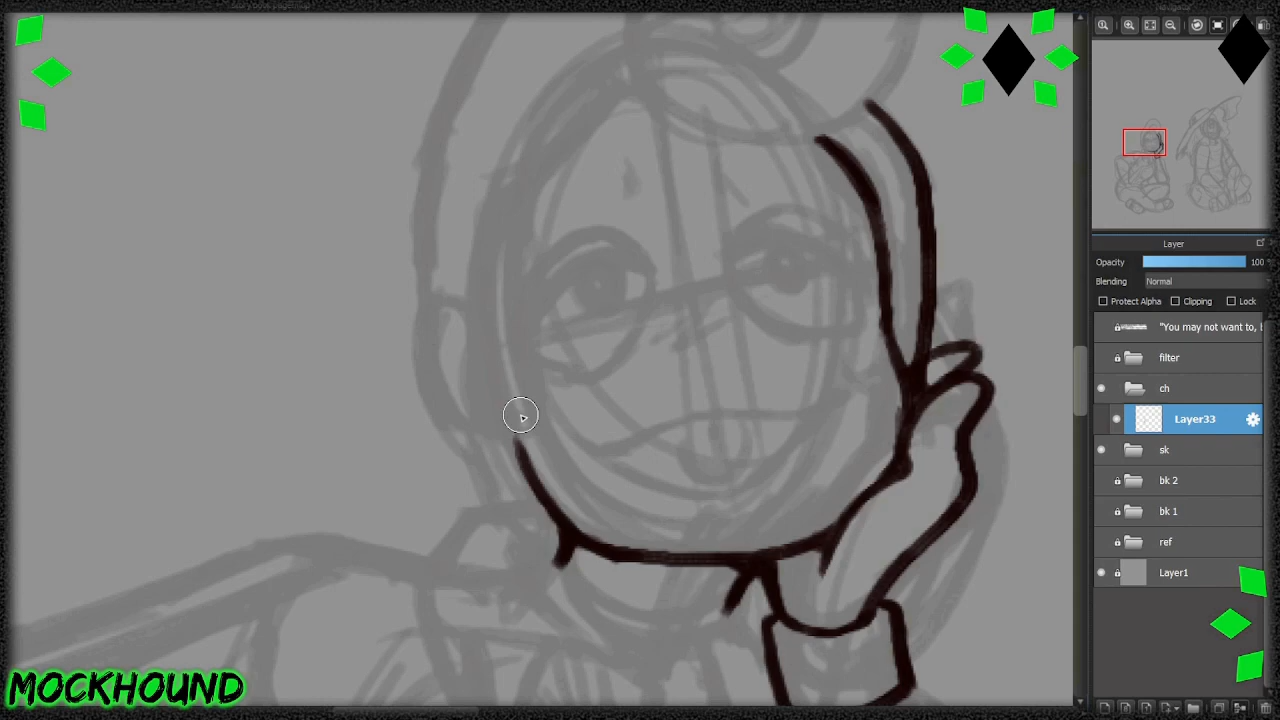 Layer
Opacity 100
Blending Normal
Protect Alpha Clipping Lock
"You may not want to,
filter
ch
Layer33
sk
bk 2
bk 1
ref
Layer1
MOCKHOUND